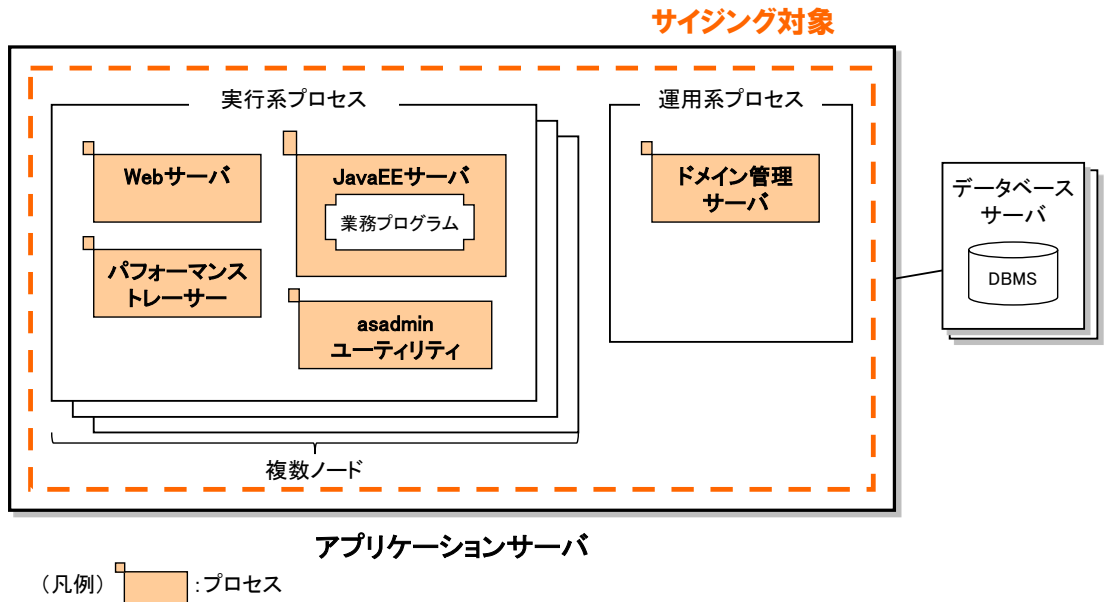 サイジング対象
実行系プロセス
運用系プロセス
Webサーバ
JavaEEサーバ
業務プログラム
ドメイン管理
サーバ
パフォーマンス
トレーサー
asadmin
ユーティリティ
データベース
サーバ
DBMS
複数ノード
アプリケーションサーバ
（凡例）
：プロセス